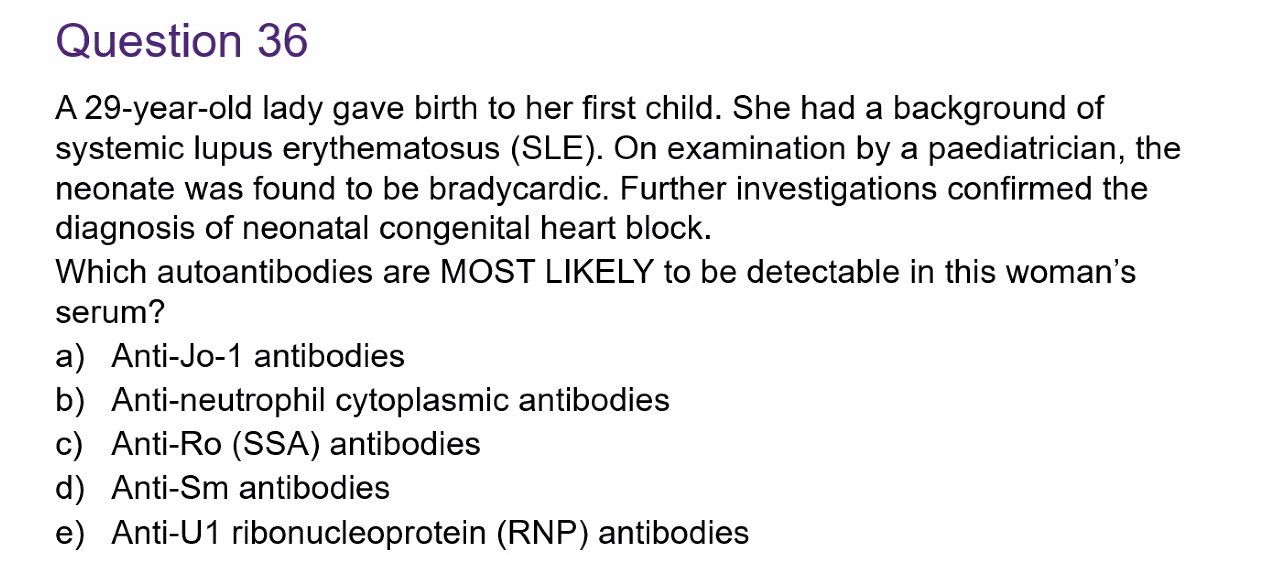 Question 36
A 29-year-old lady gave birth to her first child. She had a background of
systemic lupus erythematosus (SLE). On examination by a paediatrician, the
neonate was found to be bradycardic. Further investigations confirmed the
diagnosis of neonatal congenital heart block.
Which autoantibodies are MOST LIKELY to be detectable in this woman’s
serum?
a) Anti-Jo-1 antibodies
b) Anti-neutrophil cytoplasmic antibodies
c) Anti-Ro (SSA) antibodies
d) Anti-Sm antibodies
e) Anti-U1 ribonucleoprotein (RNP) antibodies